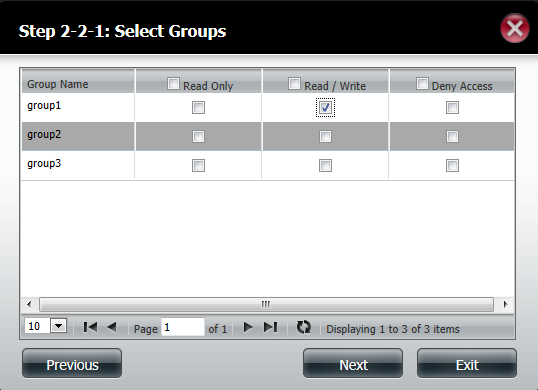 Step 2-2-1: Select Groups
Group Name Read Only Read / Write Deny Access
group1
group2
group3
10 Page 1 of 1 Displaying 1 to 3 of 3 items
Previous Next Exit